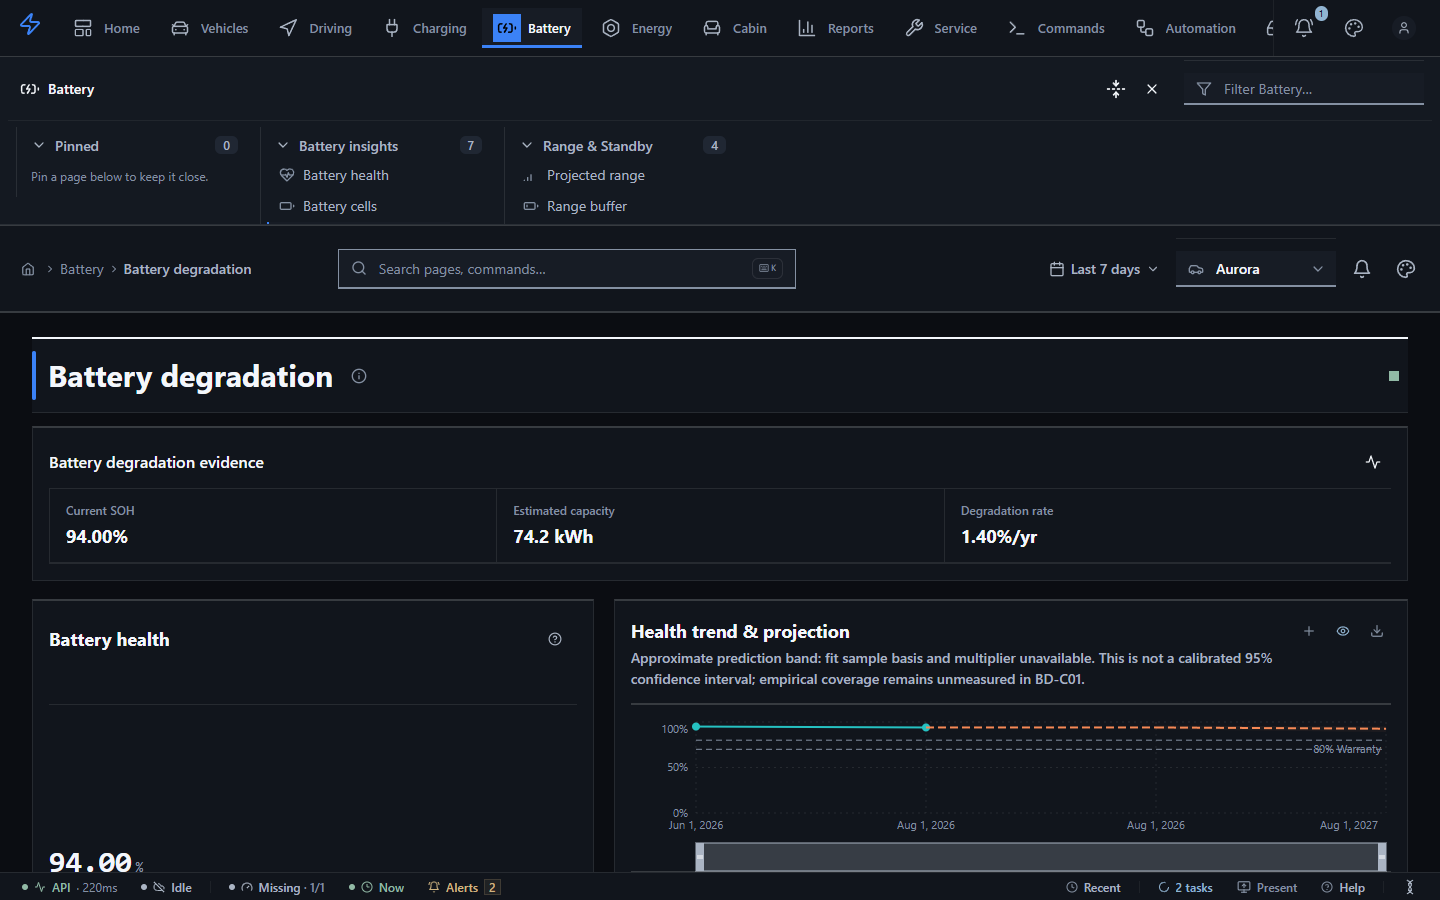 Home
Vehicles
Driving
Charging
Battery
Energy
Cabin
Reports
Service
Commands
Automation
1
Battery
Filter Battery...
Pinned 0
Battery insights 7
Range & Standby 4
Pin a page below to keep it close.
Battery health
Projected range
Battery cells
Range buffer
Battery > Battery degradation
Search pages, commands...
K
Last 7 days
Aurora
Battery degradation
Battery degradation evidence
Current SOH
94.00%
Estimated capacity
74.2 kWh
Degradation rate
1.40%/yr
Battery health
94.00 %
Health trend & projection
Approximate prediction band: fit sample basis and multiplier unavailable. This is not a calibrated 95%
confidence interval; empirical coverage remains unmeasured in BD-C01.
100%
80% Warranty
50%
0%
Jun 1, 2026
Aug 1, 2026
Aug 1, 2026
Aug 1, 2027
API · 220ms
Idle
Missing · 1/1
Now
Alerts 2
Recent
2 tasks
Present
Help